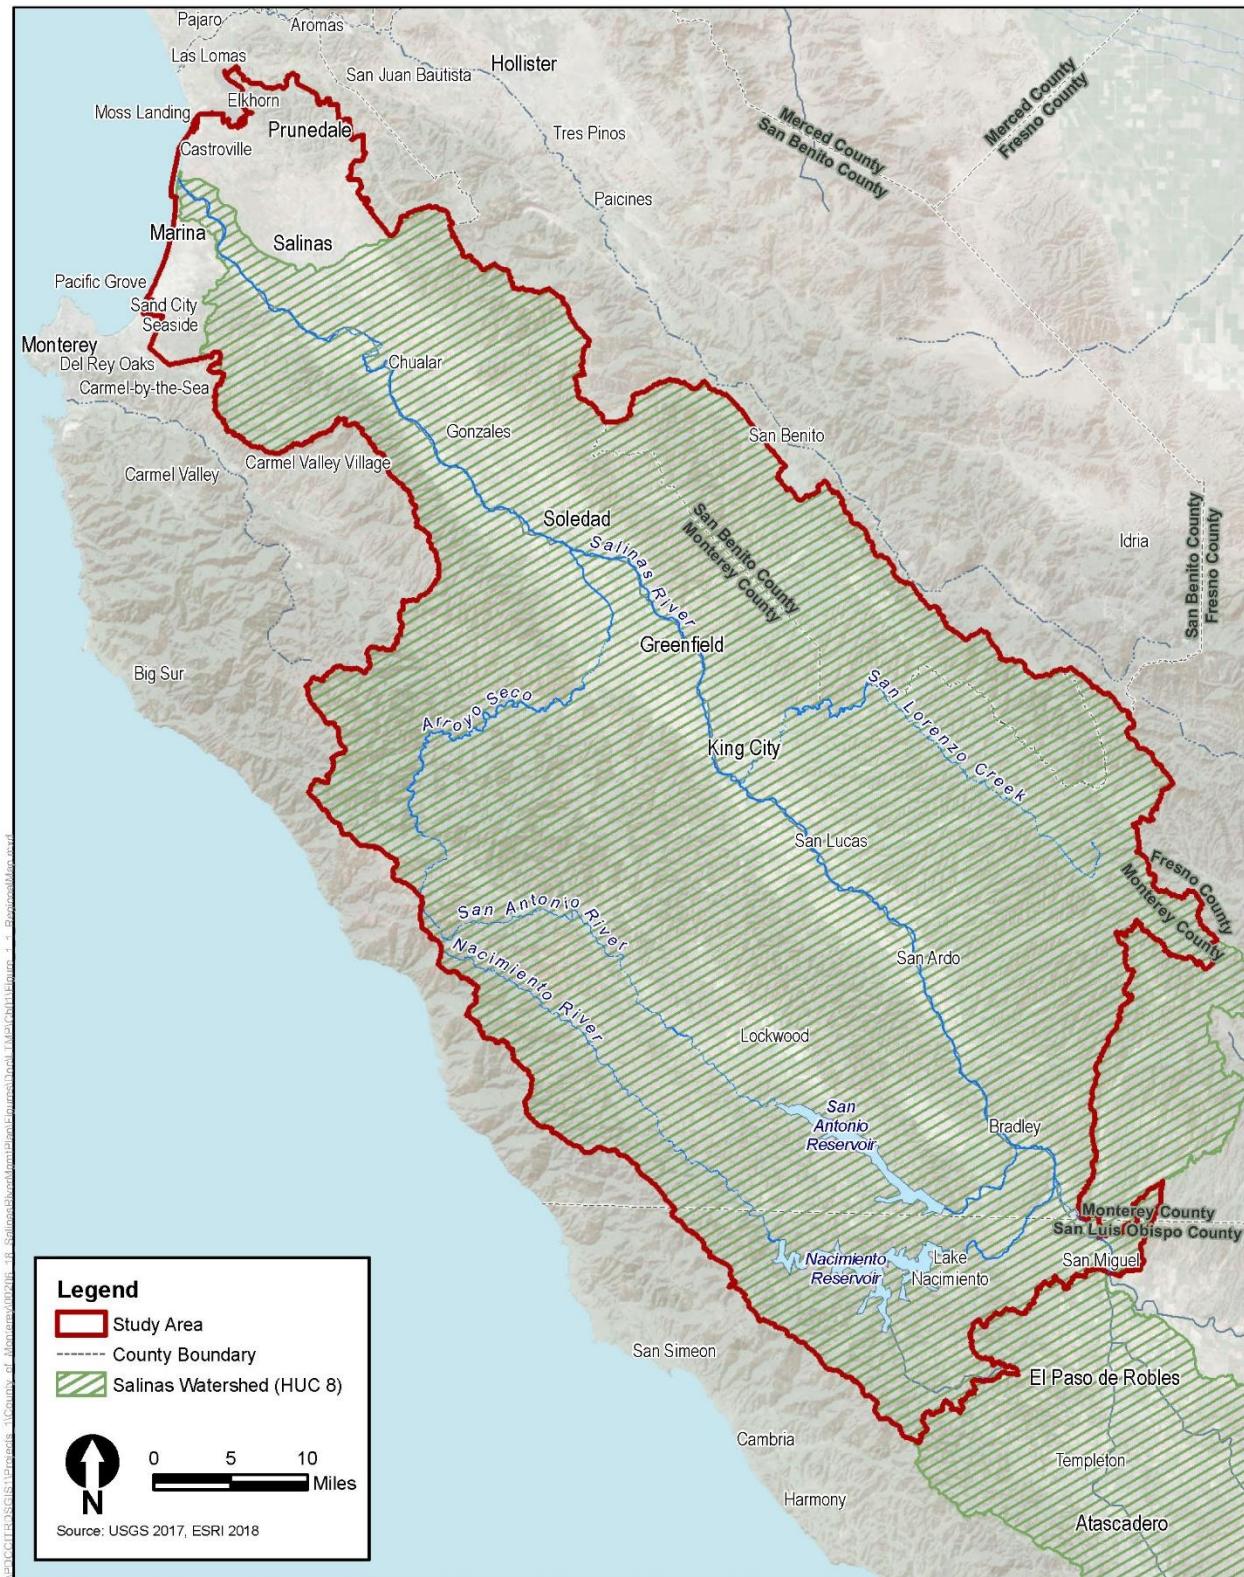 Pajaro
Aromas
Las Lomas
San Juan Bautista
Hollister
Elkhorn
Moss Landing
Prunedale
Tres Pinos
Castroville
Merced County
San Benito County
Merced County
Fresno County
Paicines
Marina
Salinas
Pacific Grove
Sand City
Seaside
Monterey
Del Rey Oaks
Carmel-by-the-Sea
Chualar
Gonzales
San Benito
Carmel Valley Village
Carmel Valley
Soledad
Salinas River
San Benito County
Monterey County
Idria
San Benito County
Fresno County
Greenfield
Big Sur
Arroyo Seco
San Lorenzo Creek
King City
San Lucas
Fresno County
Monterey County
San Antonio River
Nacimiento River
San Ardo
Lockwood
San
Antonio
Reservoir
Bradley
Monterey County
San Luis Obispo County
San Miguel
Nacimiento
Reservoir
Lake
Nacimiento
San Simeon
El Paso de Robles
Cambria
Templeton
Harmony
Atascadero
Legend
Study Area
County Boundary
Salinas Watershed (HUC 8)
N
0 5 10
Miles
Source: USGS 2017, ESRI 2018